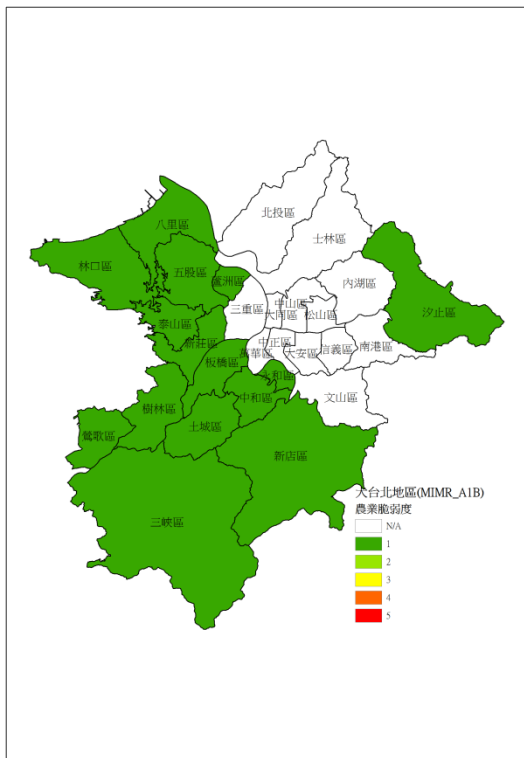 北投區
士林區
八里區
林口區
五股區
蘆洲區
內湖區
三重區
中山區
大同區
松山區
汐止區
泰山區
新莊區
中正區
萬華區
大安區
信義區
南港區
板橋區
永和區
中和區
文山區
樹林區
土城區
鶯歌區
新店區
三峽區
大台北地區(MIMR_A1B)
農業脆弱度
N/A
1
2
3
4
5